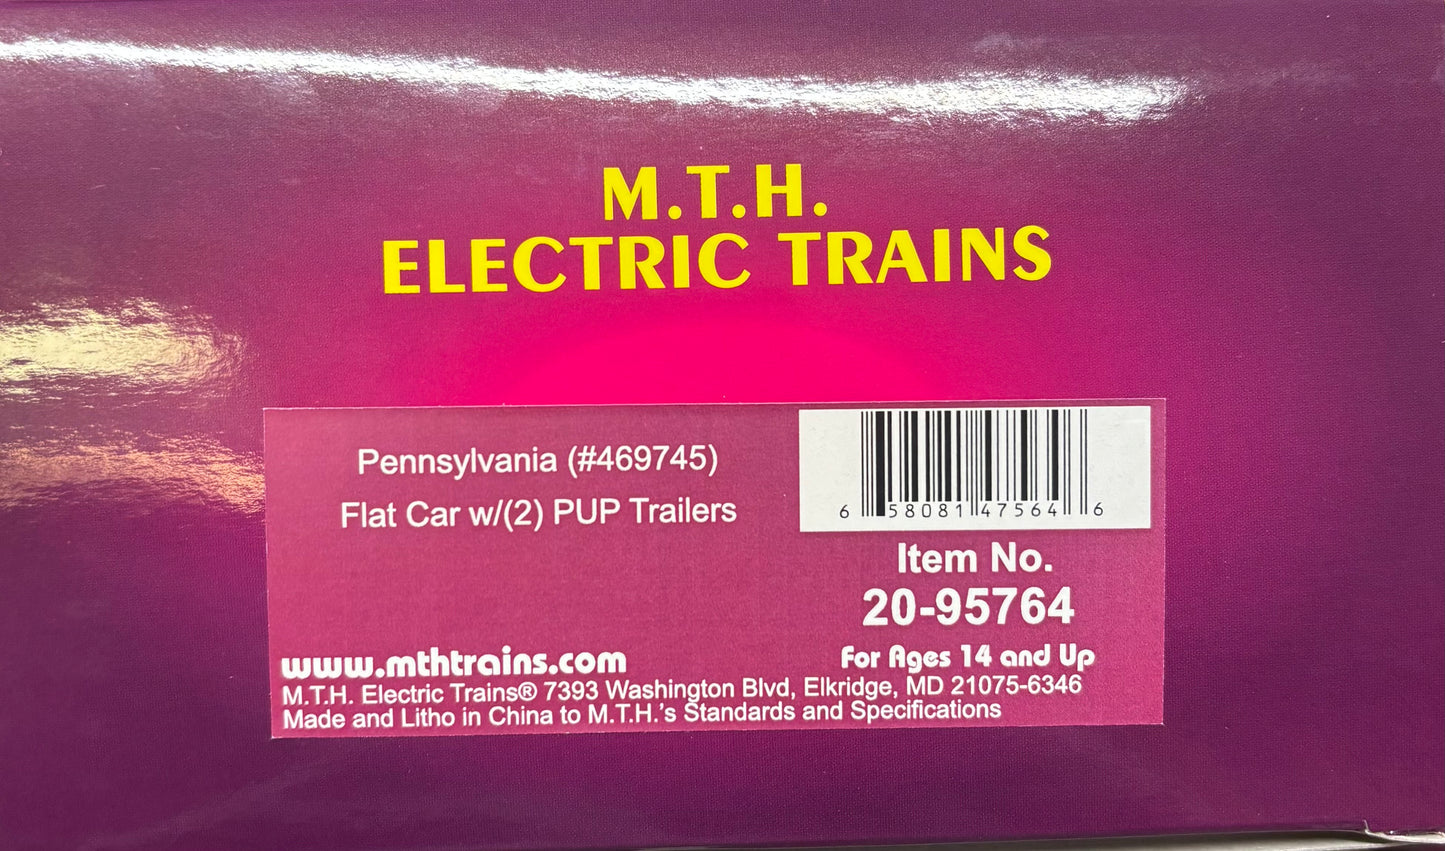 M.T.H.
ELECTRIC TRAINS
Pennsylvania (#469745)
Flat Car w/(2) PUP Trailers
6 58081 47564 6
Item No.
20-95764
www.mthtrains.com
For Ages 14 and Up
M.T.H. Electric Trains® 7393 Washington Blvd, Elkridge, MD 21075-6346
Made and Litho in China to M.T.H.'s Standards and Specifications